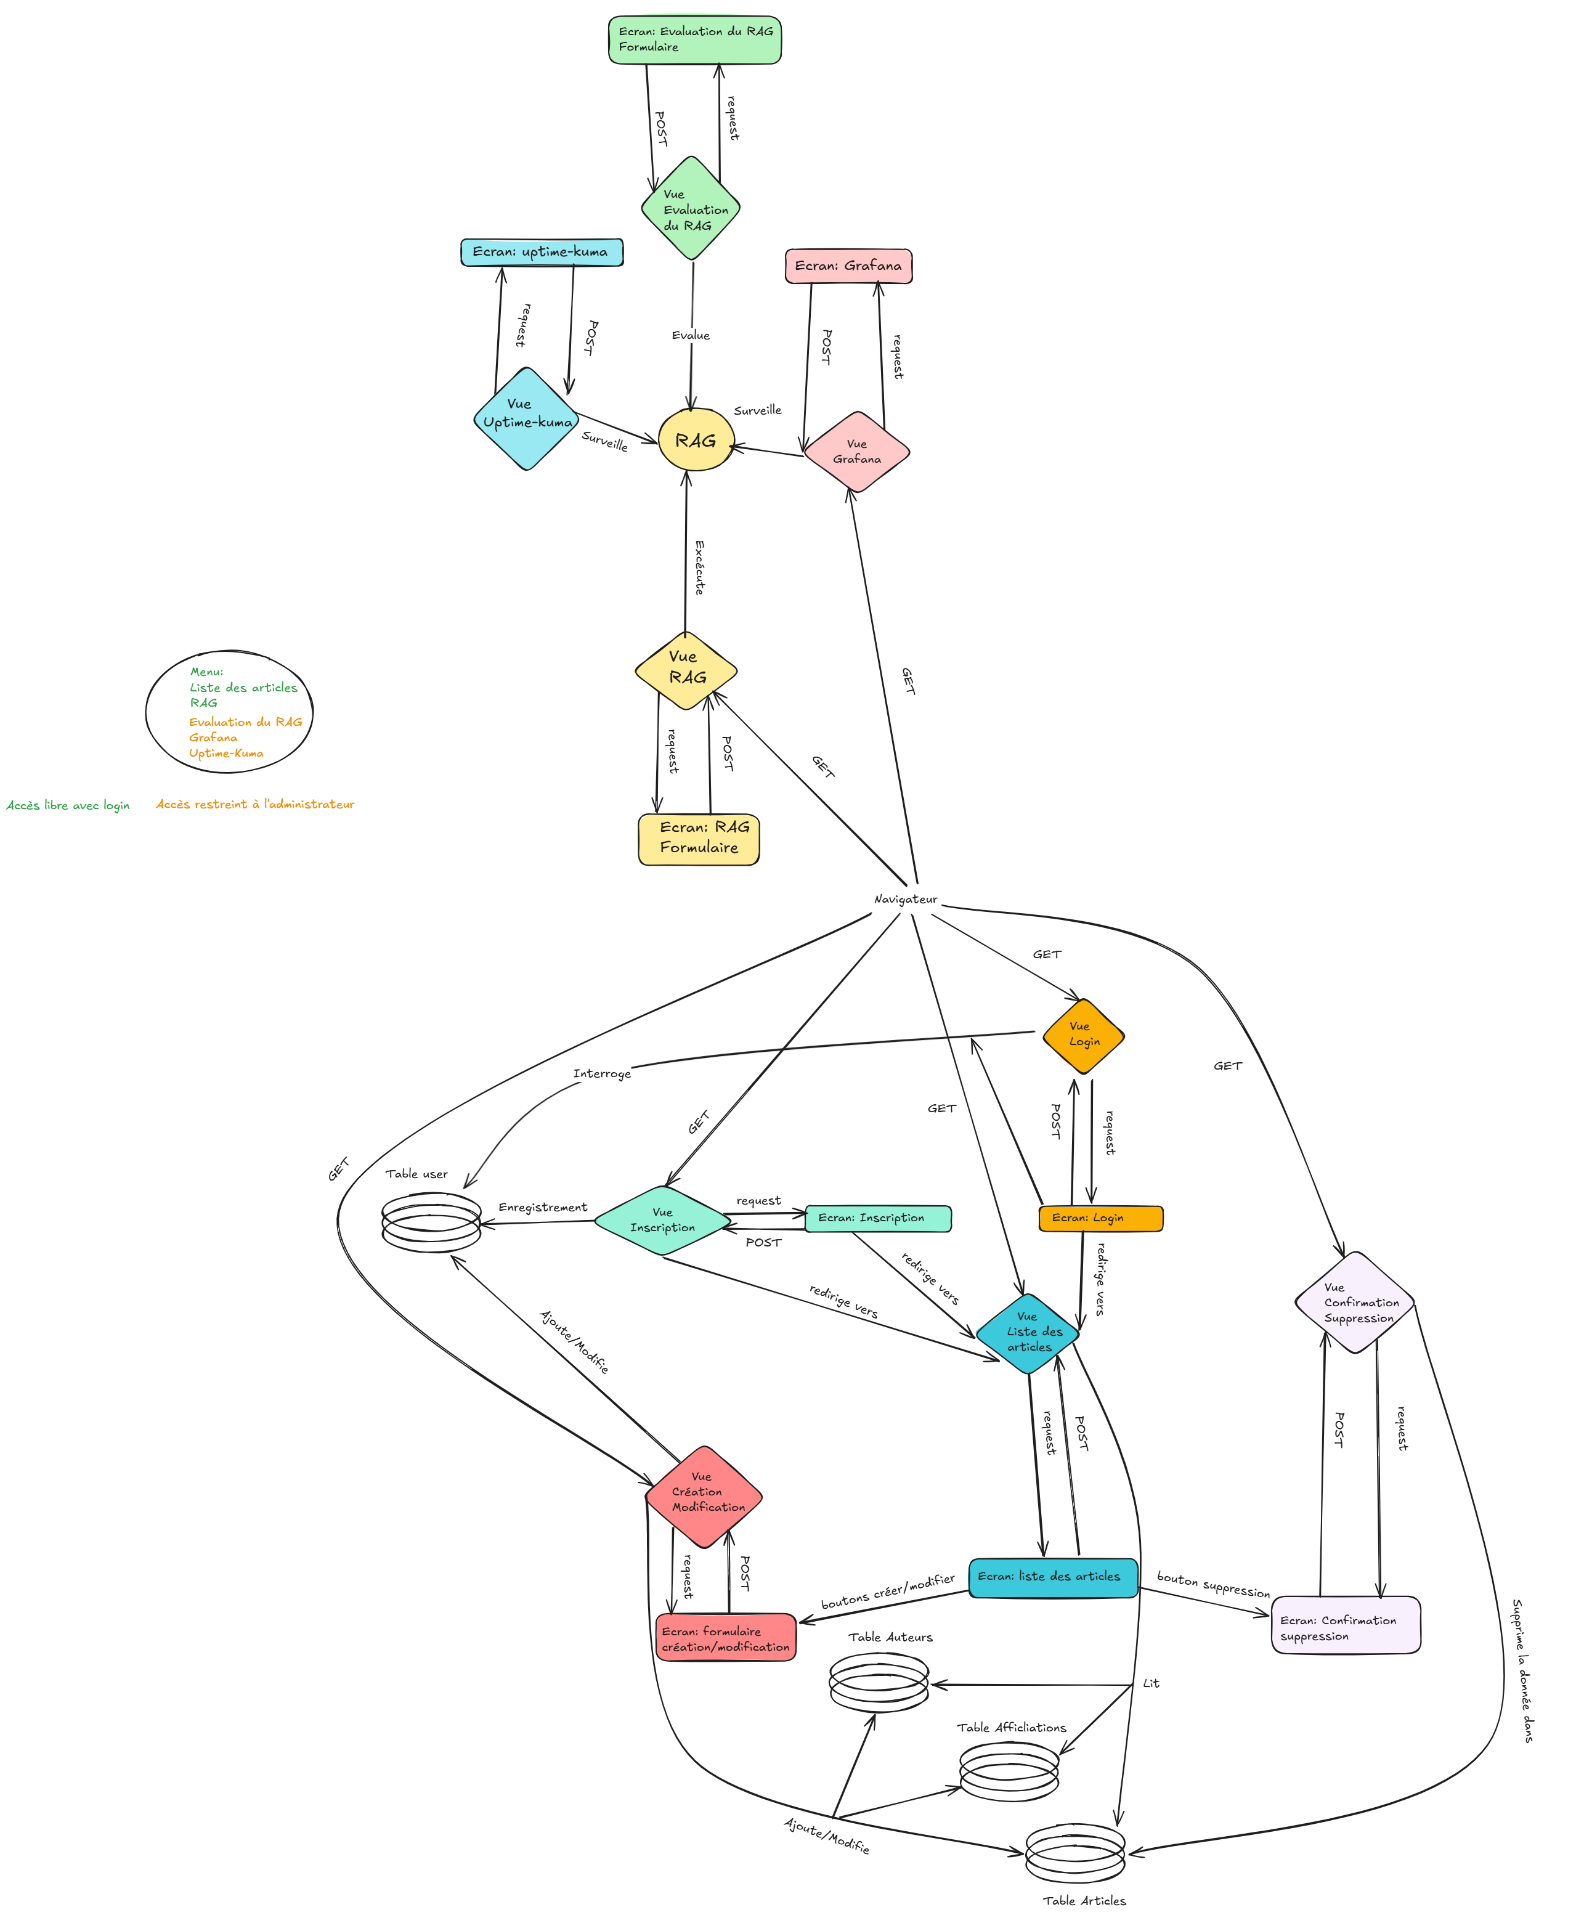 Ecran: Evaluation du RAG
Formulaire
POST
request
Vue
Evaluation
du RAG
Ecran: uptime-kuma
Ecran: Grafana
request
POST
Evalue
POST
request
Vue
Uptime-kuma
Surveille
Surveille
RAG
Vue
Grafana
Excécute
Vue
RAG
GET
Menu:
Liste des articles
RAG
Evaluation du RAG
Grafana
Uptime-Kuma
request
POST
GET
Accès libre avec login
Accès restreint à l'administrateur
Ecran: RAG
Formulaire
Navigateur
GET
Vue
Login
GET
Interroge
GET
GET
POST
request
GET
Table user
Enregistrement
Vue
Inscription
request
POST
Ecran: Inscription
Ecran: Login
redirige vers
redirige vers
redirige vers
Vue
Liste des
articles
Vue
Confirmation
Suppression
Ajoute/Modifie
request
POST
POST
request
Vue
Création
Modification
request
POST
Ecran: liste des articles
boutons créer/modifier
bouton suppression
Ecran: formulaire
création/modification
Ecran: Confirmation
suppression
Table Auteurs
Lit
Supprime la donnée dans
Table Afficliations
Ajoute/Modifie
Table Articles